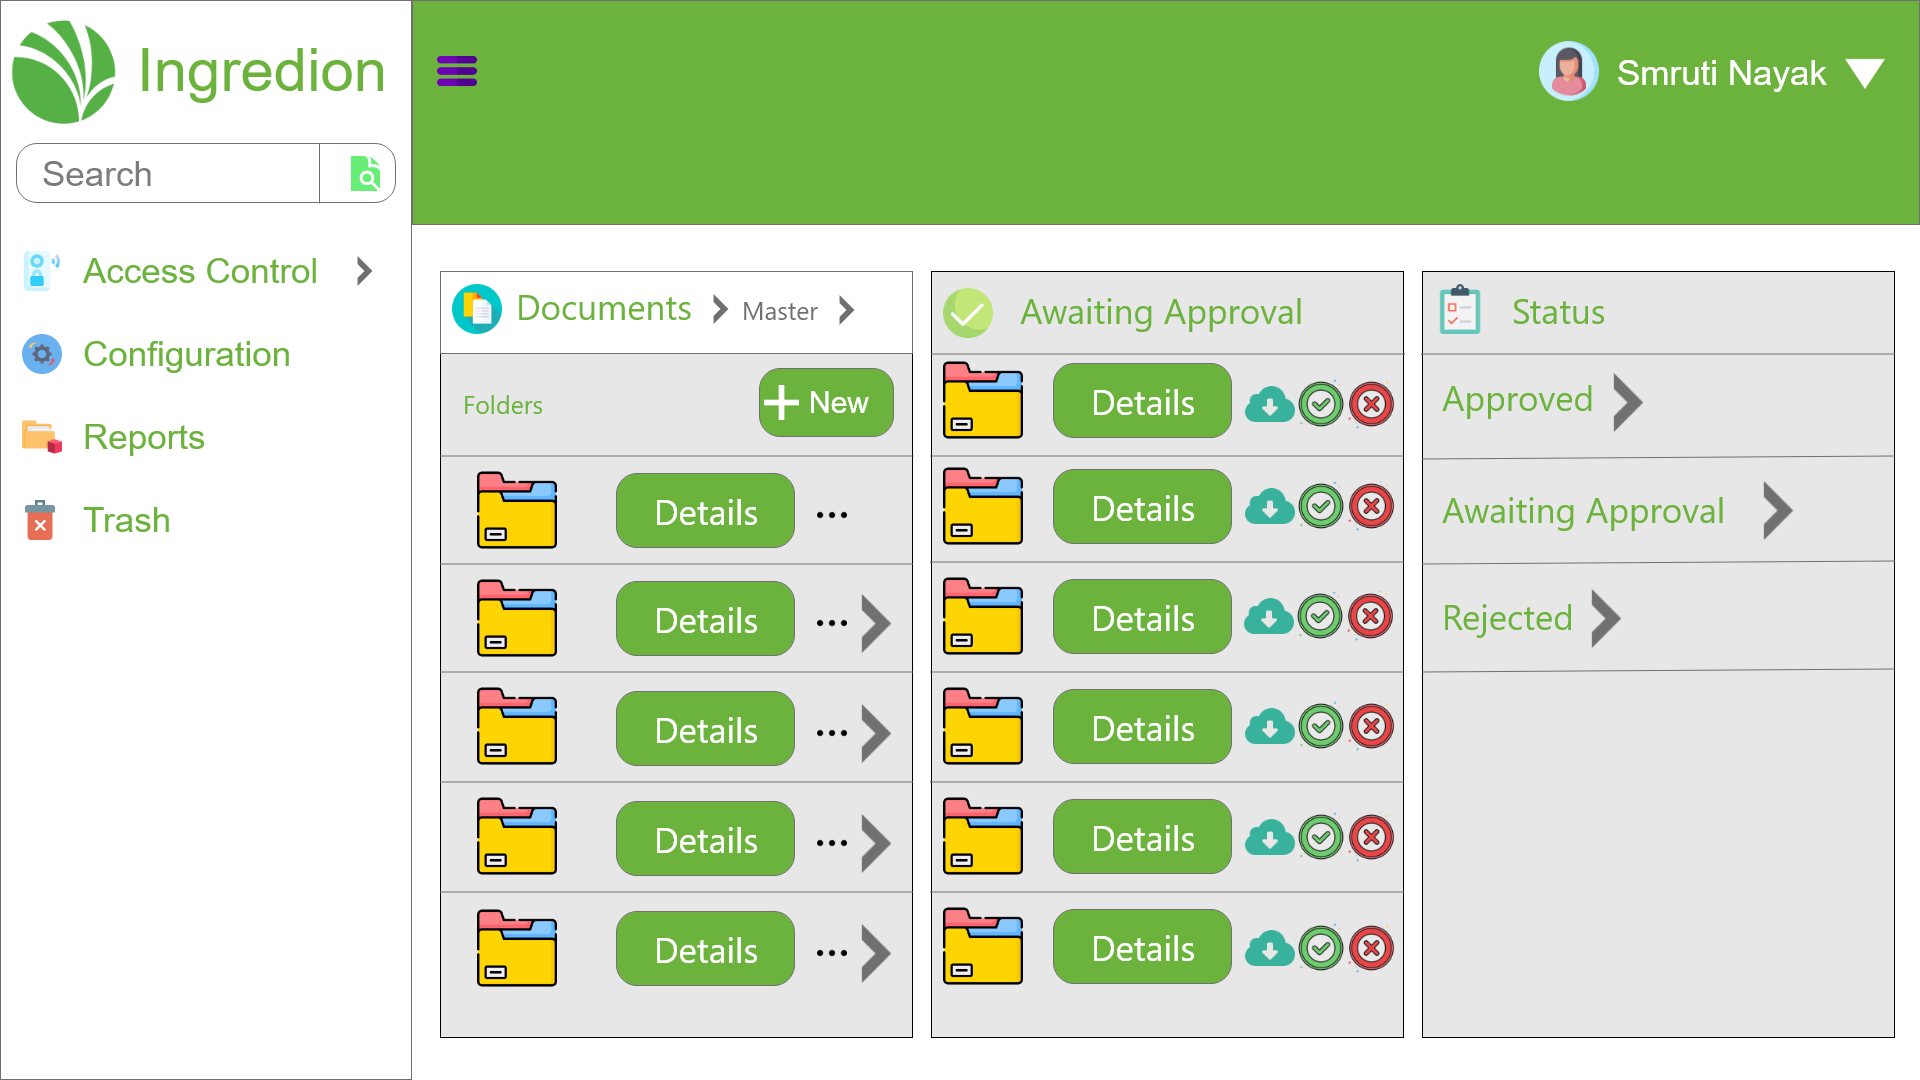 Ingredion
Smruti Nayak
Search
Access Control
Configuration
Reports
Trash
Documents
Master
Folders
New
Details
Details
Details
Details
Details
Awaiting Approval
Details
Details
Details
Details
Details
Details
Status
Approved
Awaiting Approval
Rejected